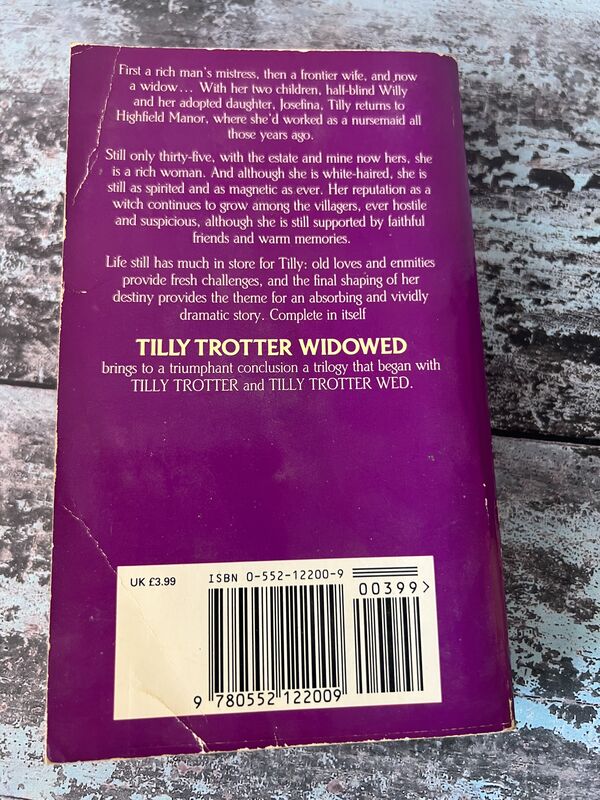 First a rich man's mistress, then a frontier wife, and now
a widow... With her two children, half-blind Willy
and her adopted daughter, Josefina, Tilly returns to
Highfield Manor, where she'd worked as a nursemaid all
those years ago.
Still only thirty-five, with the estate and mine now hers, she
is a rich woman. And although she is white-haired, she is
still as spirited and as magnetic as ever. Her reputation as a
witch continues to grow among the villagers, ever hostile
and suspicious, although she is still supported by faithful
friends and warm memories.
Life still has much in store for Tilly: old loves and enmities
provide fresh challenges, and the final shaping of her
destiny provides the theme for an absorbing and vividly
dramatic story. Complete in itself
TILLY TROTTER WIDOWED
brings to a triumphant conclusion a trilogy that began with
TILLY TROTTER and TILLY TROTTER WED.
UK £3.99 ISBN 0-552-12200-9
00399>
9 780552 122009